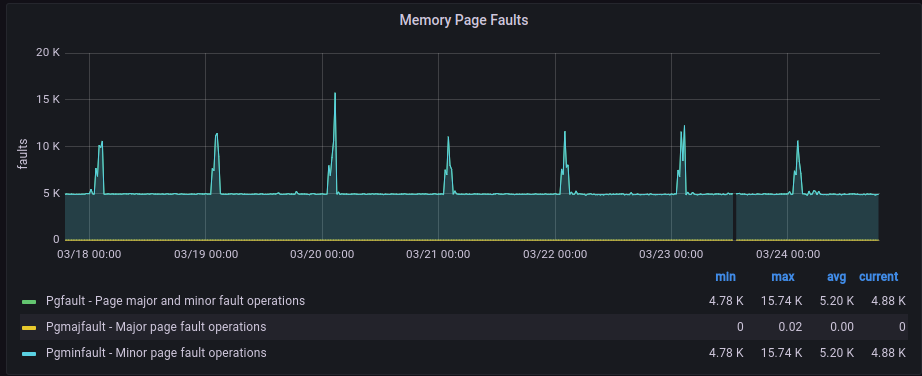 Memory Page Faults
20 K
15 K
10 K
5 K
0
faults
03/18 00:00 03/19 00:00 03/20 00:00 03/21 00:00 03/22 00:00 03/23 00:00 03/24 00:00
min max avg current
Pgfault - Page major and minor fault operations 4.78 K 15.74 K 5.20 K 4.88 K
Pgmajfault - Major page fault operations 0 0.02 0.00 0
Pgminfault - Minor page fault operations 4.78 K 15.74 K 5.20 K 4.88 K